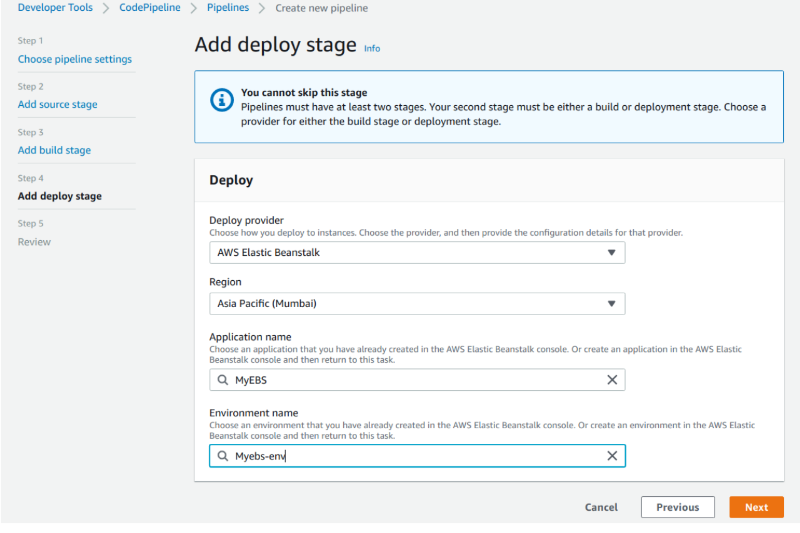 Developer Tools > CodePipeline > Pipelines > Create new pipeline
Step 1
Choose pipeline settings
Step 2
Add source stage
Step 3
Add build stage
Step 4
Add deploy stage
Step 5
Review
Add deploy stage Info
You cannot skip this stage
Pipelines must have at least two stages. Your second stage must be either a build or deployment stage. Choose a
provider for either the build stage or deployment stage.
Deploy
Deploy provider
Choose how you deploy to instances. Choose the provider, and then provide the configuration details for that provider.
AWS Elastic Beanstalk
Region
Asia Pacific (Mumbai)
Application name
Choose an application that you have already created in the AWS Elastic Beanstalk console. Or create an application in the AWS Elastic
Beanstalk console and then return to this task.
MyEBS
Environment name
Choose an environment that you have already created in the AWS Elastic Beanstalk console. Or create an environment in the AWS Elastic
Beanstalk console and then return to this task.
Myebs-env
Cancel Previous Next